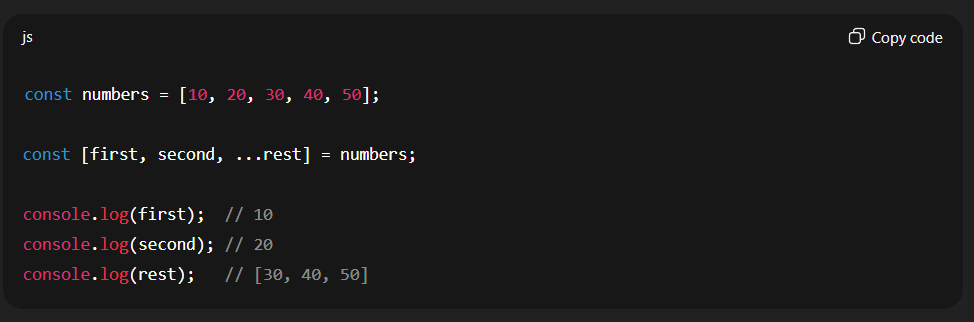 js
Copy code
const numbers = [10, 20, 30, 40, 50];
const [first, second, ...rest] = numbers;
console.log(first);  // 10
console.log(second); // 20
console.log(rest);   // [30, 40, 50]